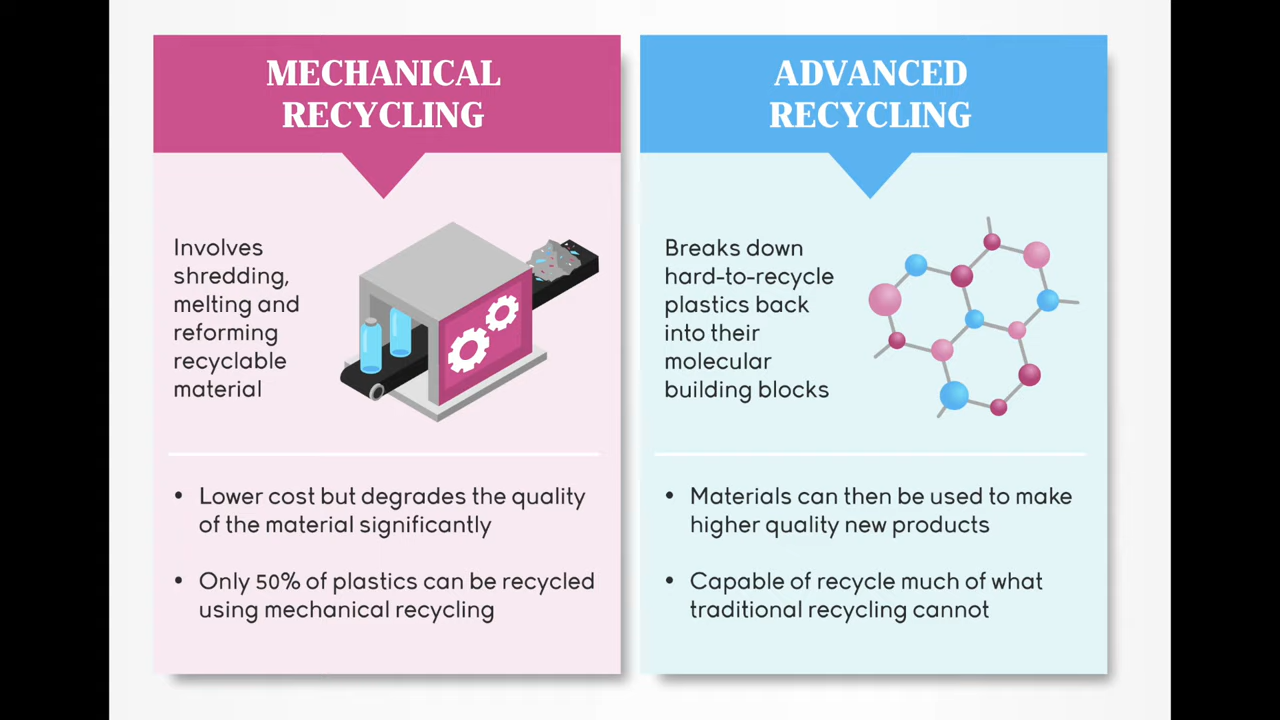 MECHANICAL
RECYCLING
Involves
shredding,
melting and
reforming
recyclable
material
• Lower cost but degrades the quality
of the material significantly
• Only 50% of plastics can be recycled
using mechanical recycling
ADVANCED
RECYCLING
Breaks down
hard-to-recycle
plastics back
into their
molecular
building blocks
• Materials can then be used to make
higher quality new products
• Capable of recycle much of what
traditional recycling cannot